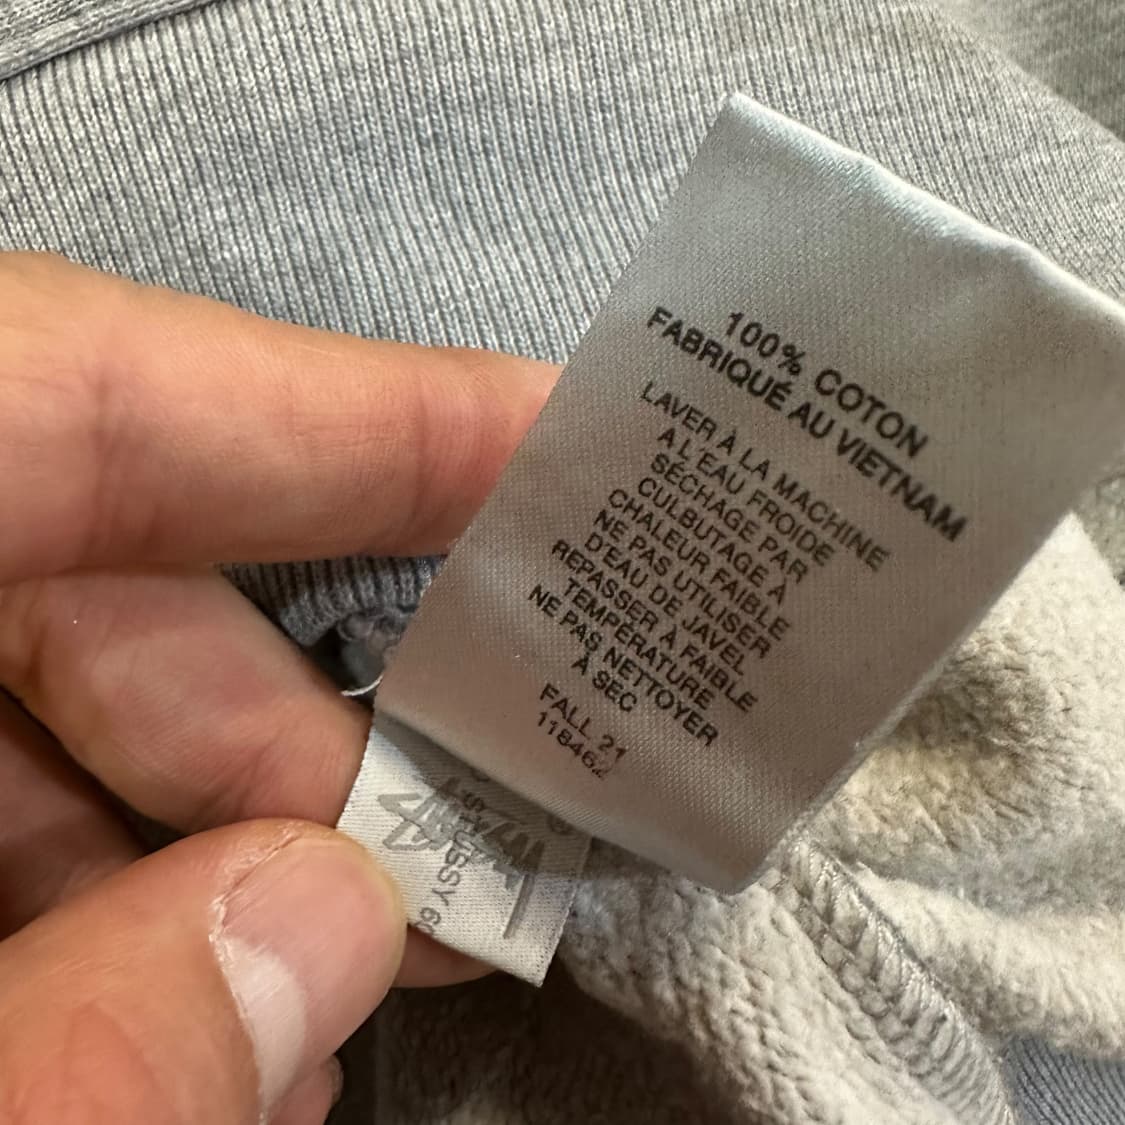 100% COTON
FABRIQUÉ AU VIETNAM
LAVER À LA MACHINE
A L'EAU FROIDE
SÉCHAGE PAR
CULBUTAGE À
CHALEUR FAIBLE
NE PAS UTILISER
D'EAU DE JAVEL
REPASSER À FAIBLE
TEMPÉRATURE
NE PAS NETTOYER
À SEC
FALL 21
118462